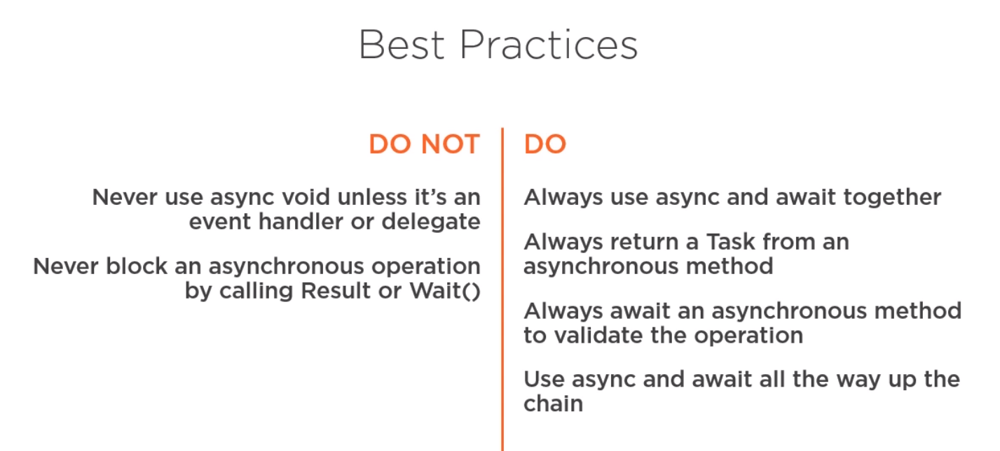 Best Practices
DO NOT
Never use async void unless it’s an
event handler or delegate
Never block an asynchronous operation
by calling Result or Wait()
DO
Always use async and await together
Always return a Task from an
asynchronous method
Always await an asynchronous method
to validate the operation
Use async and await all the way up the
chain